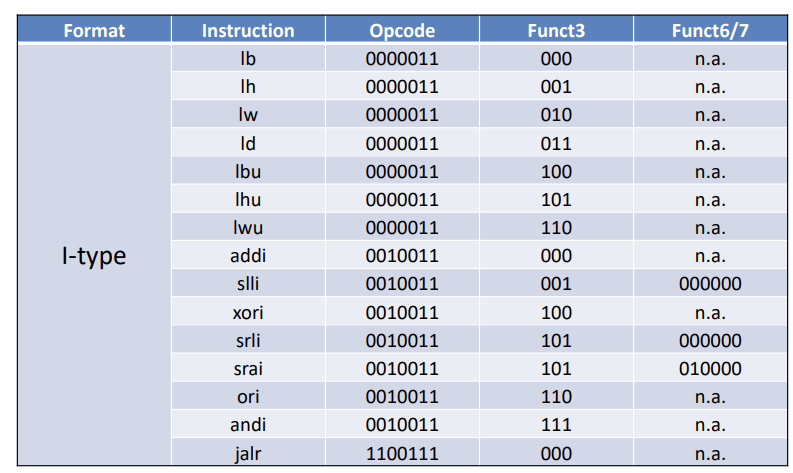 Format Instruction Opcode Funct3 Funct6/7
lb 0000011 000 n.a.
lh 0000011 001 n.a.
lw 0000011 010 n.a.
ld 0000011 011 n.a.
lbu 0000011 100 n.a.
lhu 0000011 101 n.a.
lwu 0000011 110 n.a.
I-type addi 0010011 000 n.a.
slli 0010011 001 000000
xori 0010011 100 n.a.
srli 0010011 101 000000
srai 0010011 101 010000
ori 0010011 110 n.a.
andi 0010011 111 n.a.
jalr 1100111 000 n.a.